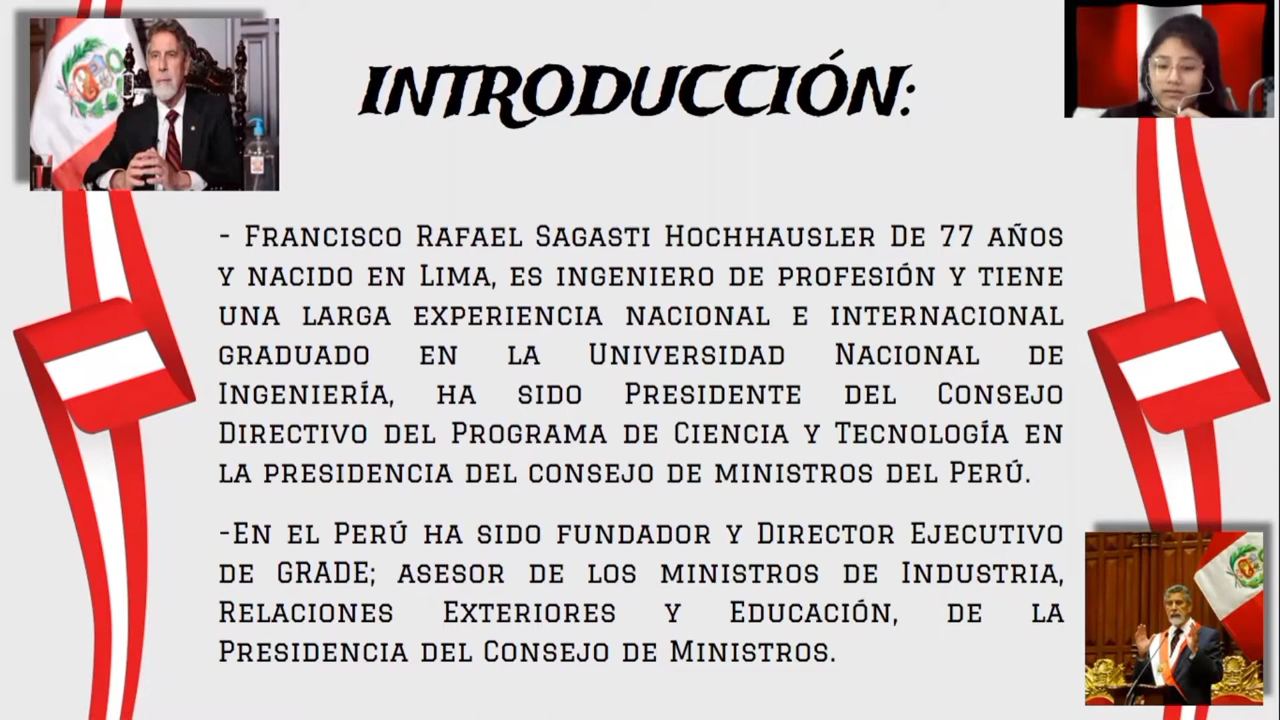 INTRODUCCIÓN:
- Francisco Rafael Sagasti Hochhausler De 77 años
y nacido en Lima, es ingeniero de profesión y tiene
una larga experiencia nacional e internacional
graduado en la Universidad Nacional de
Ingeniería, ha sido Presidente del Consejo
Directivo del Programa de Ciencia y Tecnología en
la presidencia del consejo de ministros del Perú.
-En el Perú ha sido fundador y Director Ejecutivo
de GRADE; asesor de los ministros de Industria,
Relaciones Exteriores y Educación, de la
Presidencia del Consejo de Ministros.